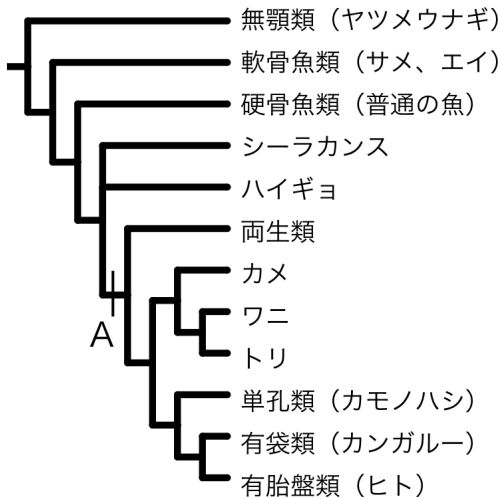 無顎類（ヤツメウナギ）
軟骨魚類（サメ、エイ）
硬骨魚類（普通の魚）
シーラカンス
ハイギョ
両生類
カメ
ワニ
A
トリ
単孔類（カモノハシ）
有袋類（カンガルー）
有胎盤類（ヒト）